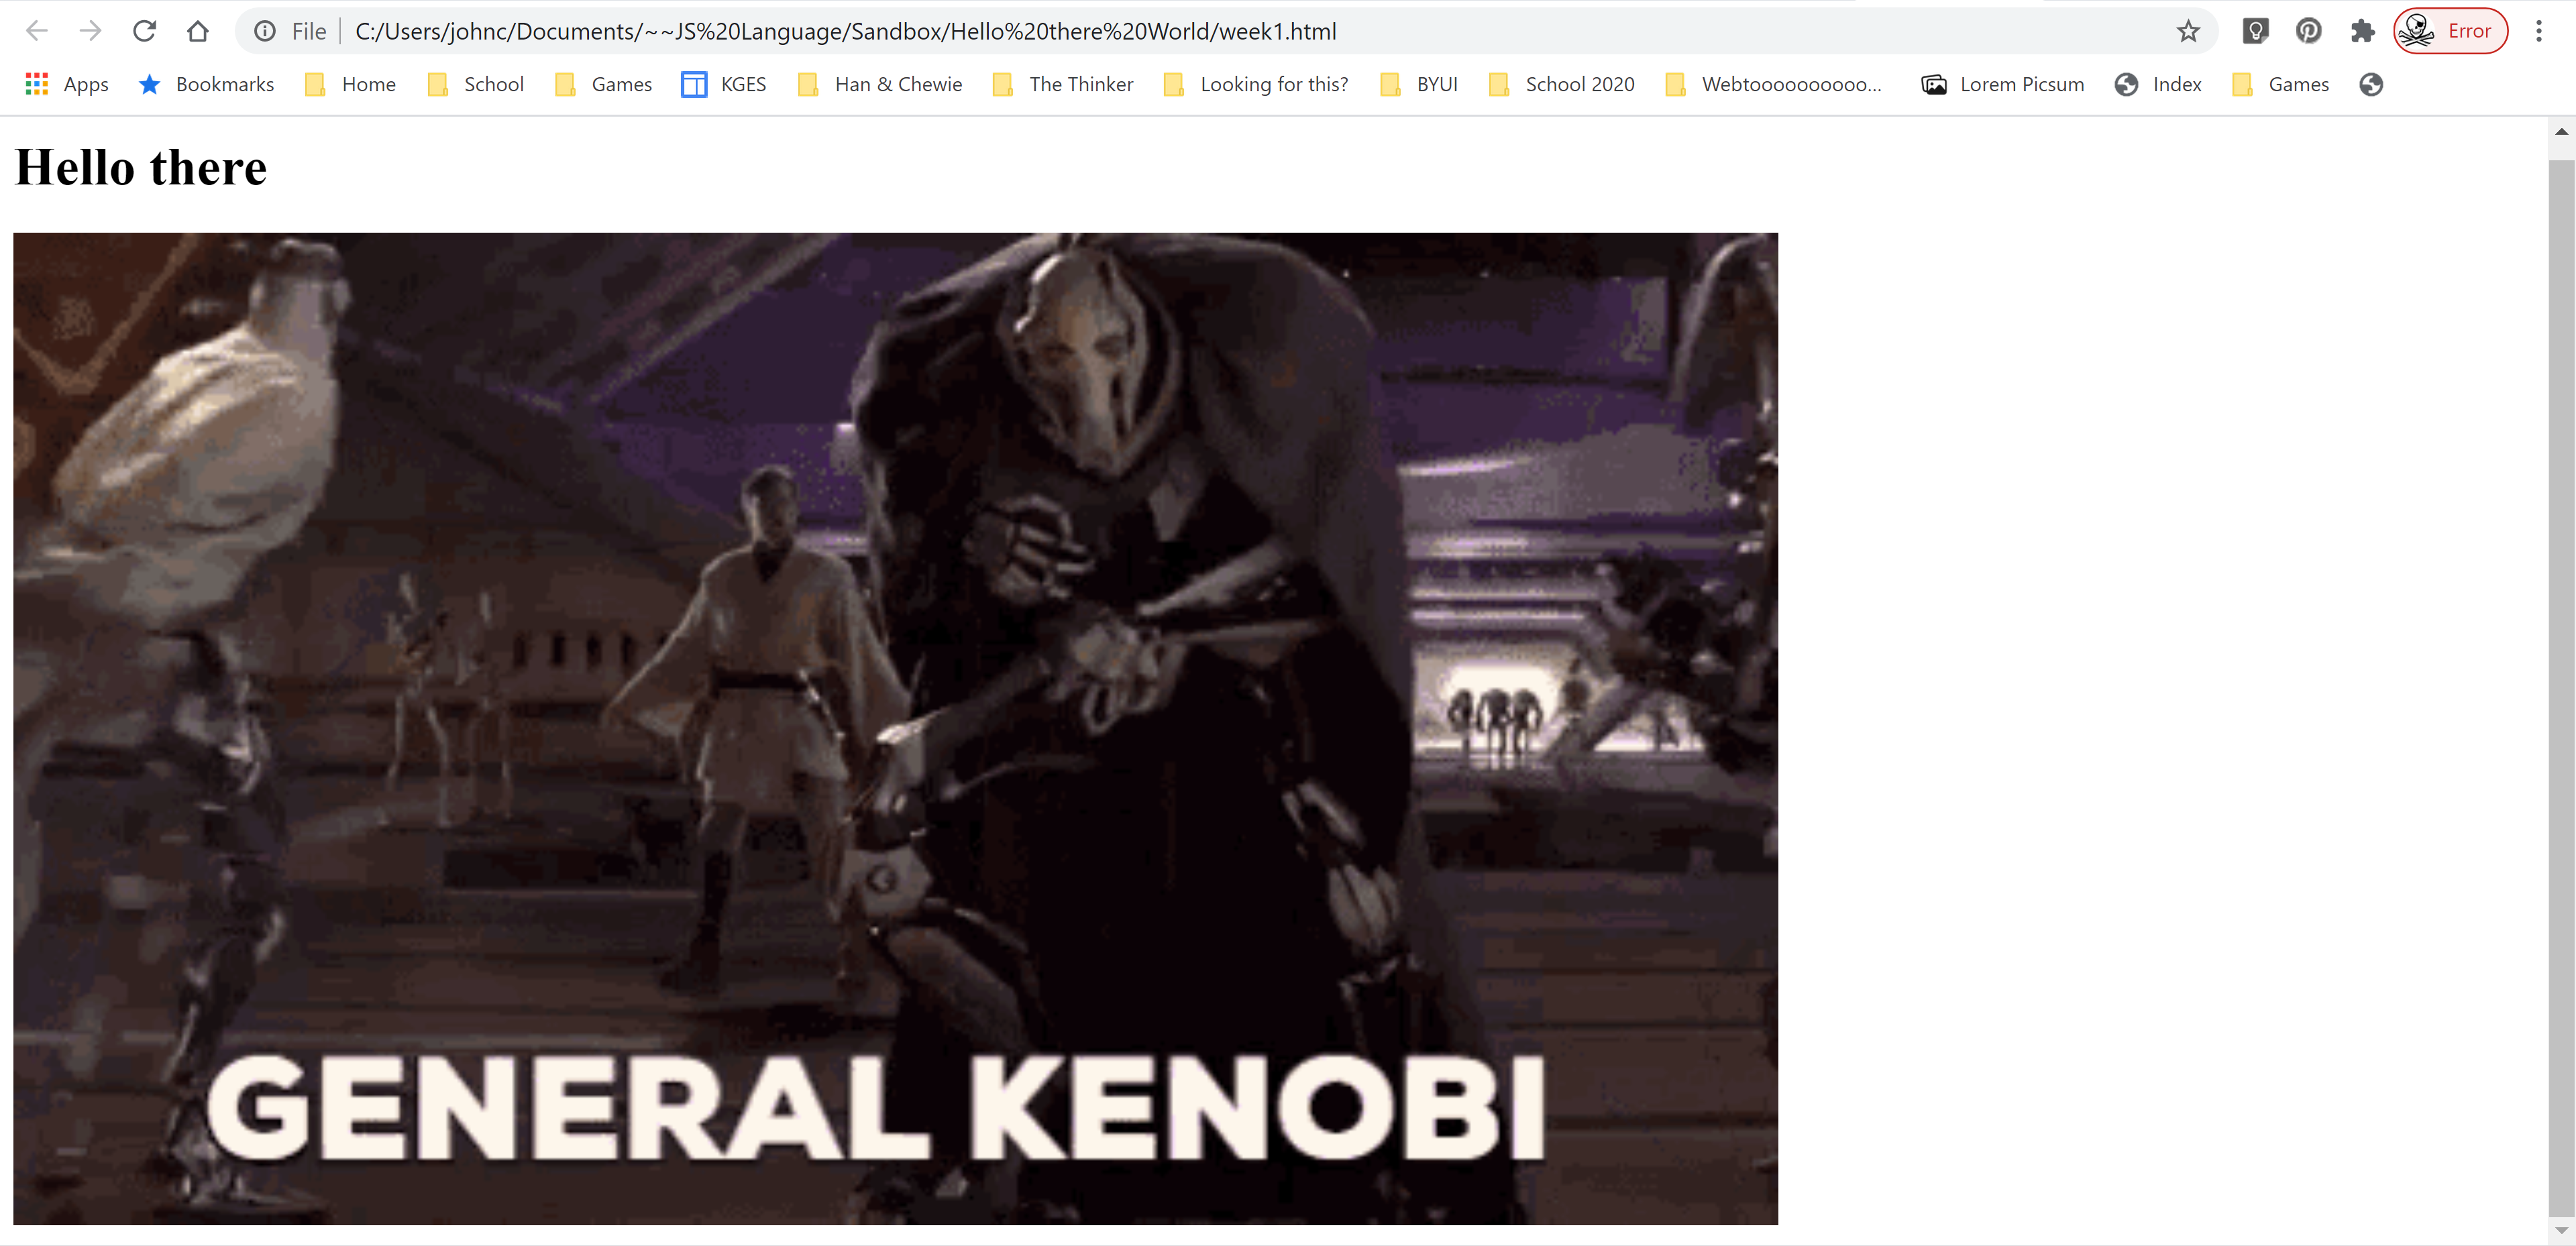 File C:/Users/johnc/Documents/~~JS%20Language/Sandbox/Hello%20there%20World/week1.html Error
Apps Bookmarks Home School Games KGES Han & Chewie The Thinker Looking for this? BYUI School 2020 Webtoooooooooo... Lorem Picsum Index Games
Hello there
GENERAL KENOBI